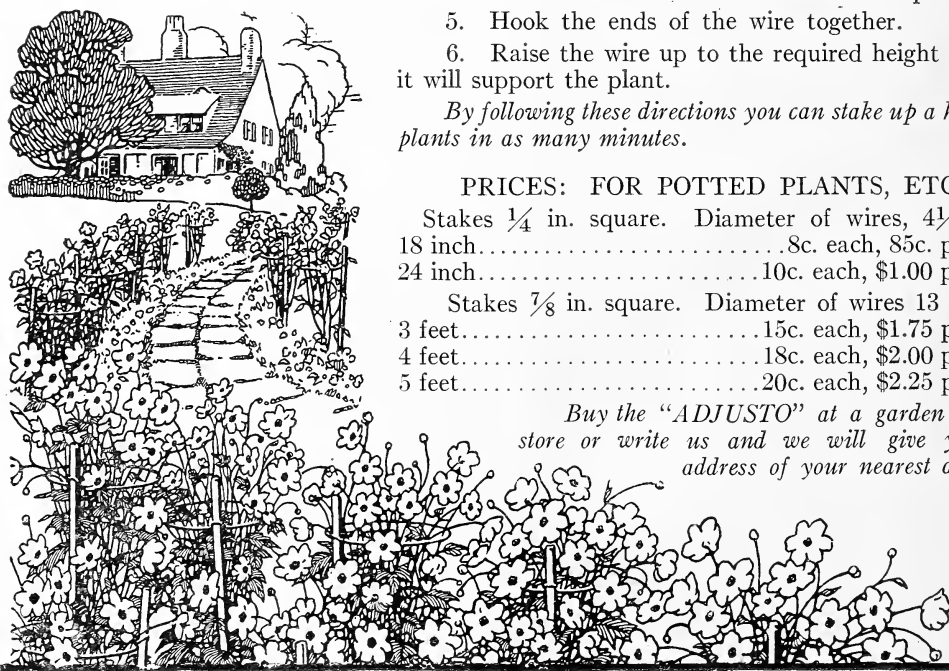 5. Hook the ends of the wire together.
6. Raise the wire up to the required height
it will support the plant.
By following these directions you can stake up a
plants in as many minutes.
PRICES: FOR POTTED PLANTS, ETC
Stakes ¼ in. square. Diameter of wires, 4½
18 inch..............................8c. each, 85c. p
24 inch............................10c. each, $1.00 p
Stakes ⅞ in. square. Diameter of wires 13
3 feet..............................15c. each, $1.75 p
4 feet..............................18c. each, $2.00 p
5 feet..............................20c. each, $2.25 p
Buy the “ADJUSTO” at a garden
store or write us and we will give
address of your nearest